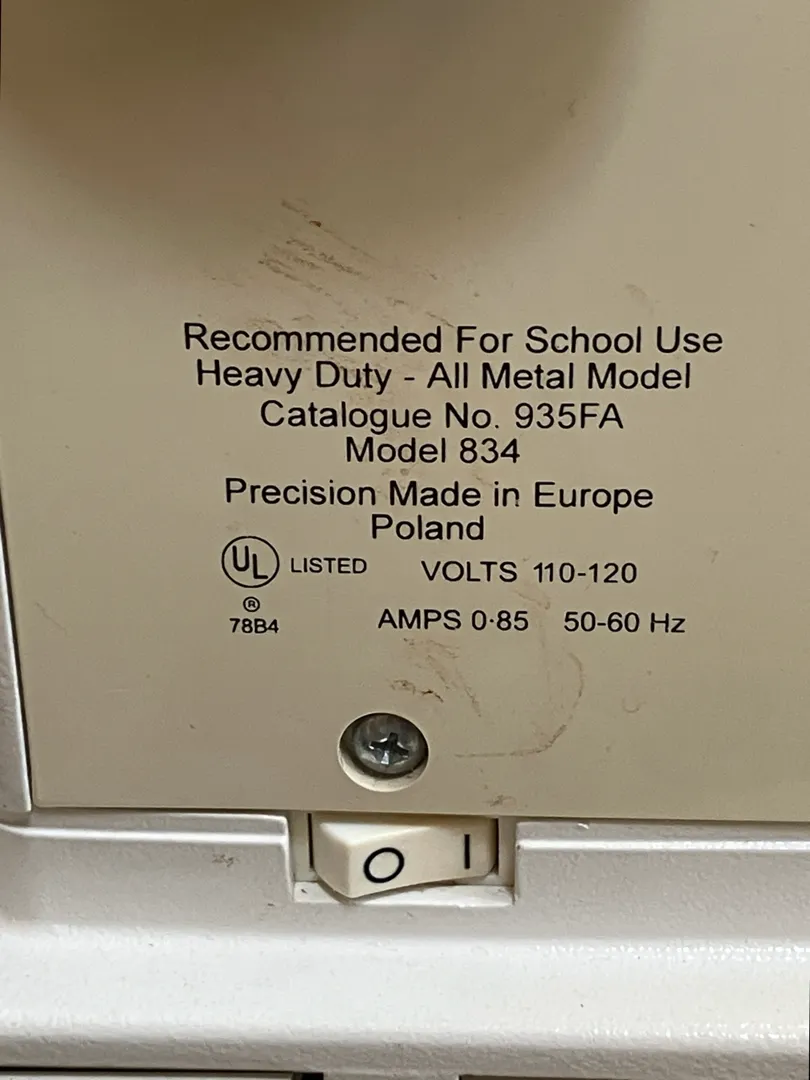 Recommended For School Use
Heavy Duty - All Metal Model
Catalogue No. 935FA
Model 834
Precision Made in Europe
Poland
UL LISTED VOLTS 110-120
®
78B4 AMPS 0·85 50-60 Hz
O I